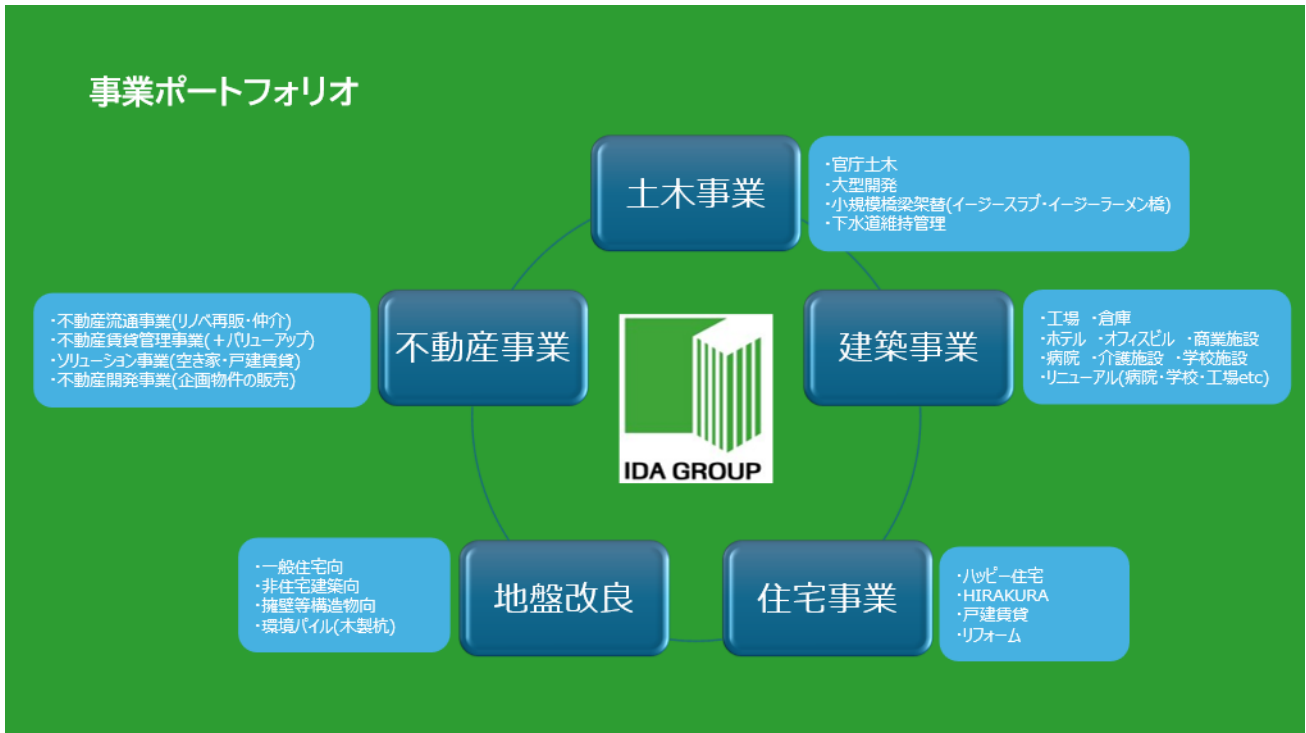 事業ポートフォリオ
土木事業
・官庁土木
・大型開発
・小規模橋梁架替(イージースラブ・イージーラーメン橋)
・下水道維持管理
不動産事業
・不動産流通事業(リノベ再販・仲介)
・不動産賃貸管理事業(+バリューアップ)
・ソリューション事業(空き家・戸建賃貸)
・不動産開発事業(企画物件の販売)
建築事業
・工場 ・倉庫
・ホテル ・オフィスビル ・商業施設
・病院 ・介護施設 ・学校施設
・リニューアル(病院・学校・工場etc)
IDA GROUP
地盤改良
・一般住宅向
・非住宅建築向
・擁壁等構造物向
・環境パイル(木製杭)
住宅事業
・ハッピー住宅
・HIRAKURA
・戸建賃貸
・リフォーム